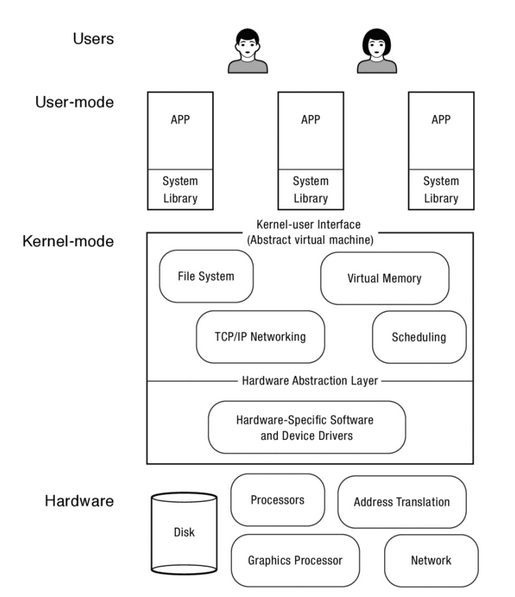 Users
User-mode
APP
APP
APP
System
Library
System
Library
System
Library
Kernel-user Interface
(Abstract virtual machine)
Kernel-mode
File System
Virtual Memory
TCP/IP Networking
Scheduling
Hardware Abstraction Layer
Hardware-Specific Software
and Device Drivers
Hardware
Disk
Processors
Address Translation
Graphics Processor
Network